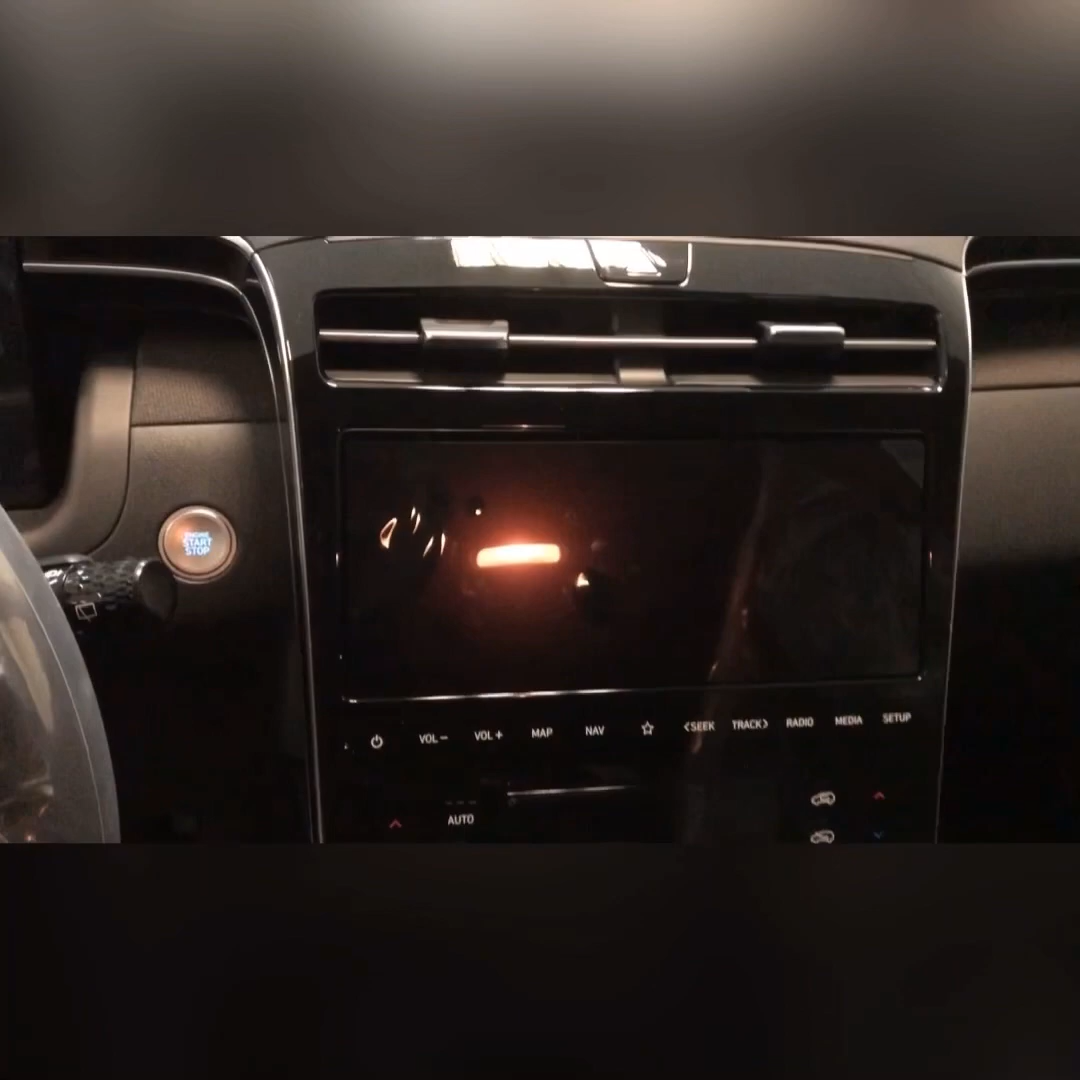 ENGINE
START
STOP
VOL− VOL+ MAP NAV ☆ <SEEK TRACK> RADIO MEDIA SETUP
AUTO